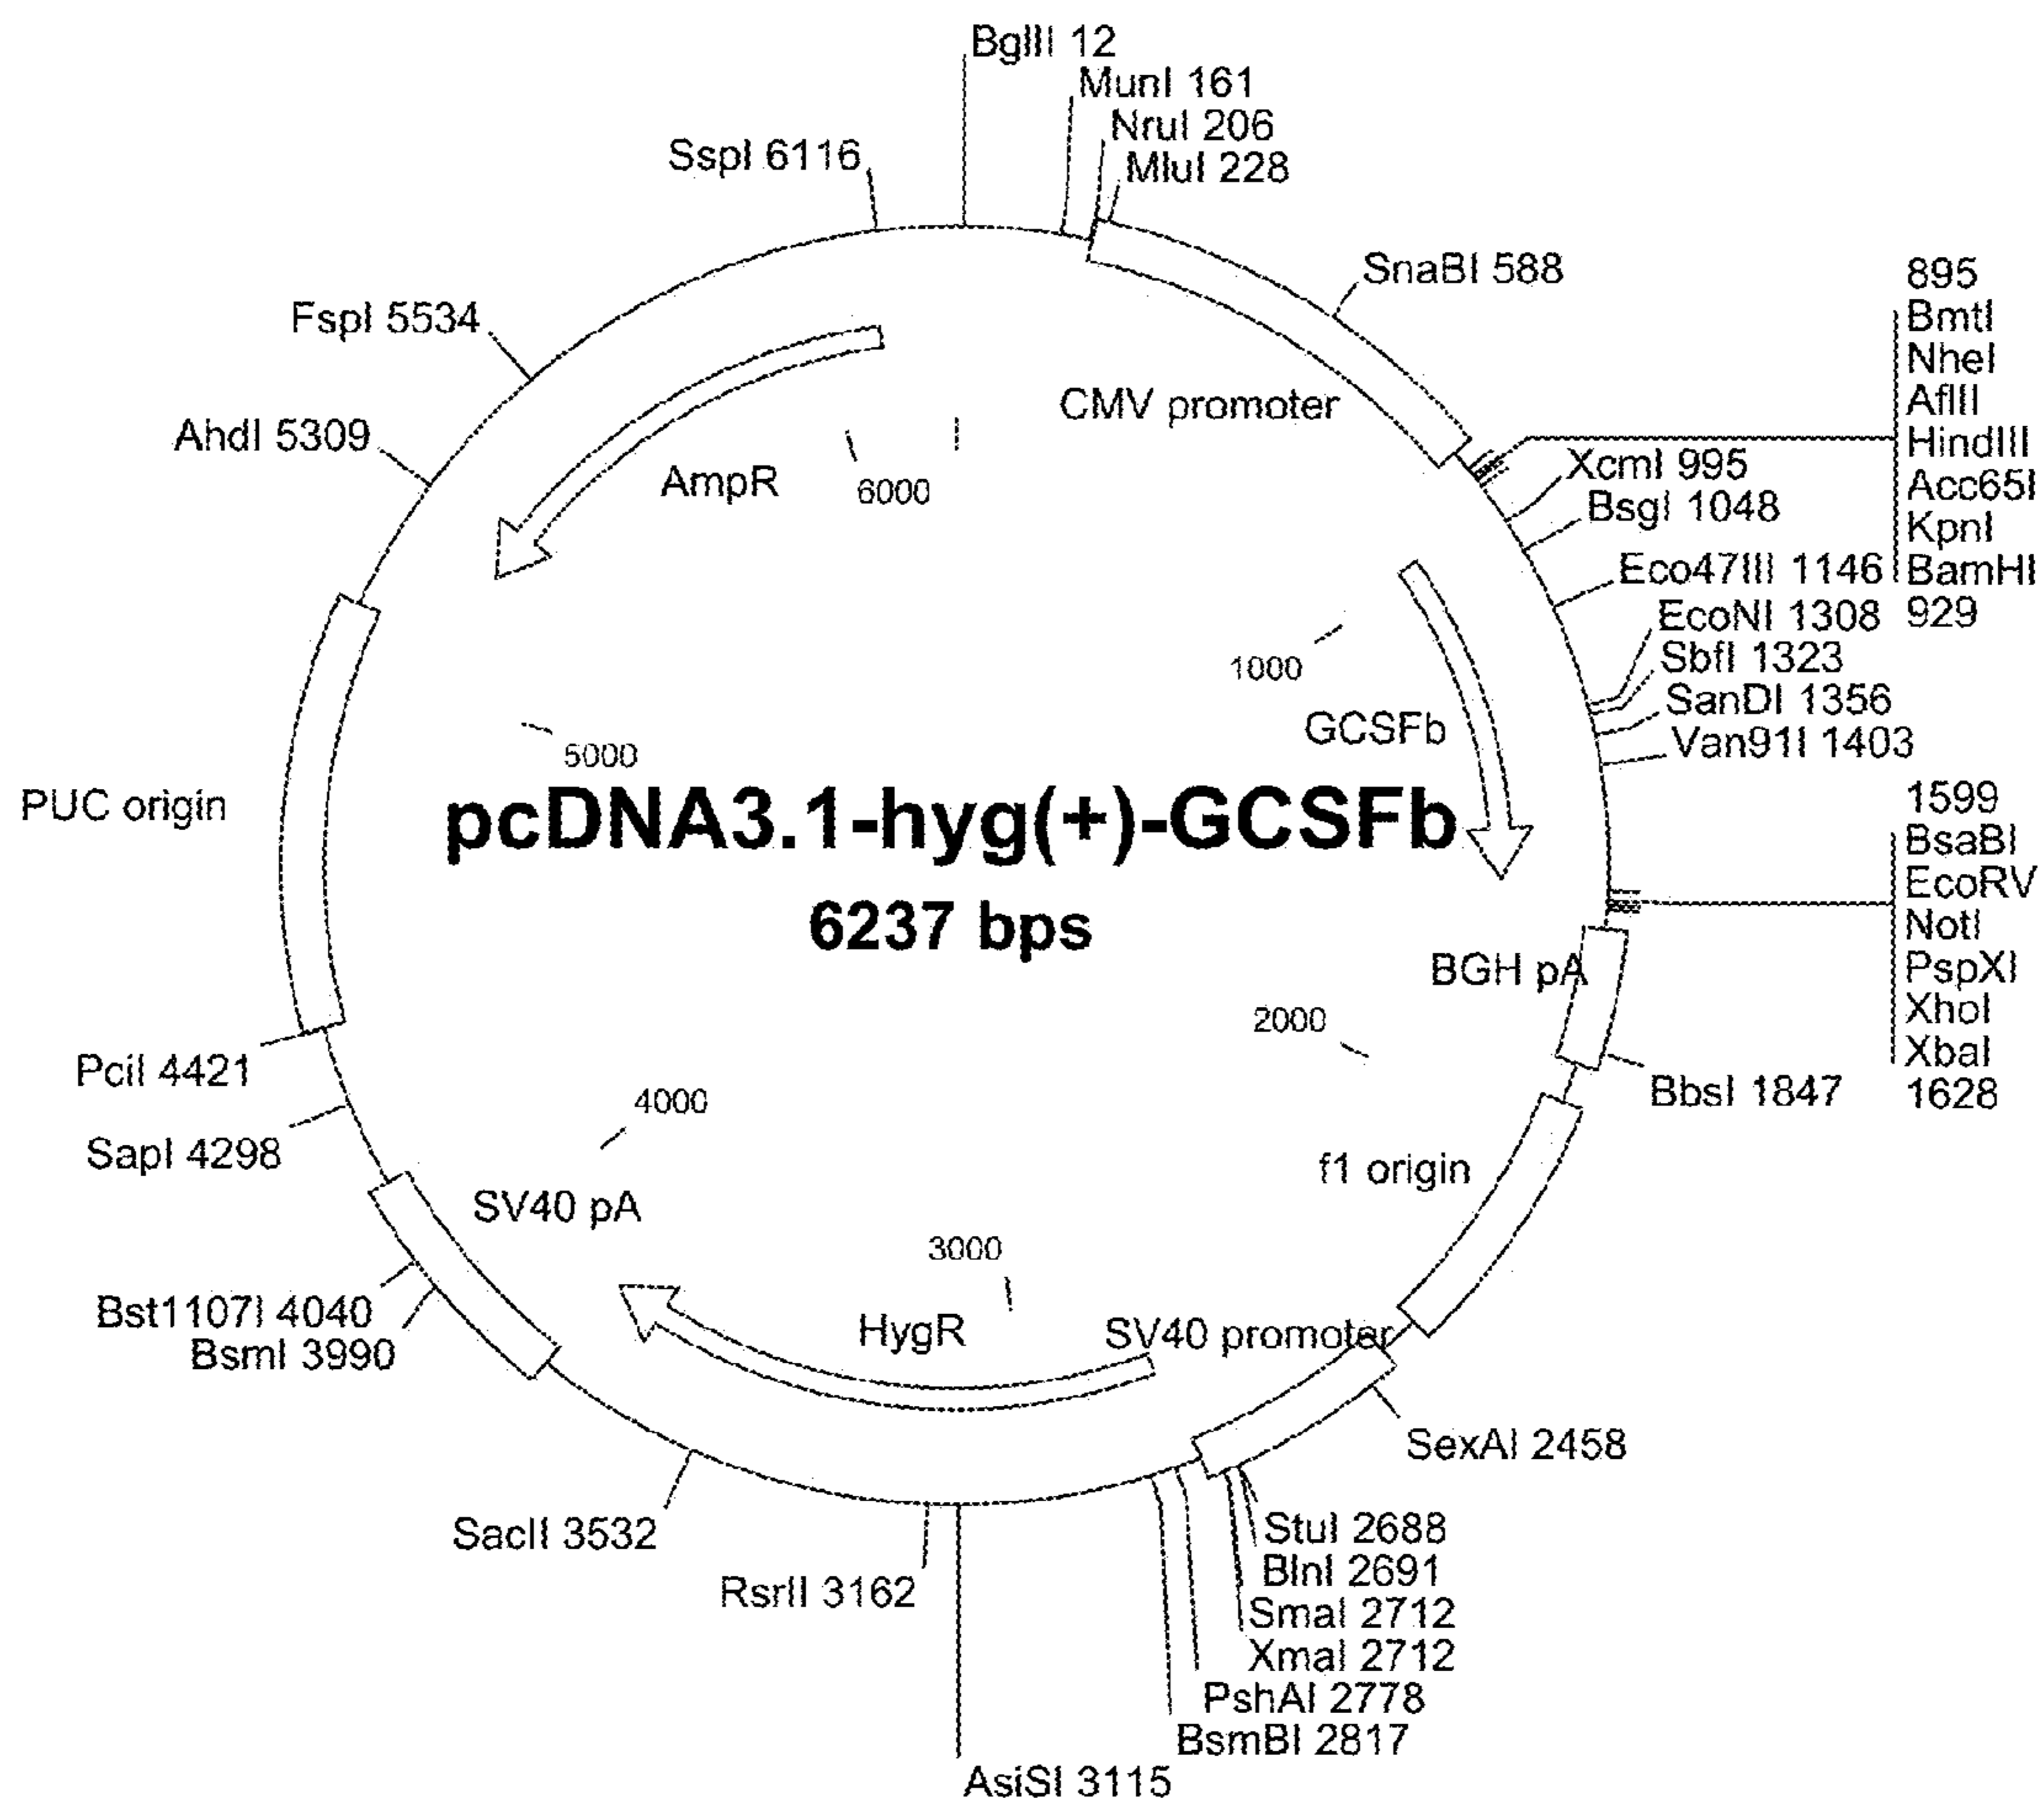 BglII 12
MunI 161
NruI 206
MluI 228
SspI 6116
SnaBI 588
895
BmtI
NheI
AflII
HindIII
Acc65I
KpnI
BamHI
929
FspI 5534
CMV promoter
AhdI 5309
XcmI 995
AmpR
6000
BsgI 1048
Eco47III 1146
EcoNI 1308
SbfI 1323
1000
SanDI 1356
GCSFb
Van91I 1403
5000
PUC origin
pcDNA3.1-hyg(+)-GCSFb
6237 bps
1599
BsaBI
EcoRV
NotI
PspXI
XhoI
XbaI
1628
BGH pA
2000
PciI 4421
BbsI 1847
4000
SapI 4298
f1 origin
SV40 pA
3000
Bst1107I 4040
HygR
SV40 promoter
BsmI 3990
SexAI 2458
SacII 3532
StuI 2688
BlnI 2691
RsrII 3162
SmaI 2712
XmaI 2712
PshAI 2778
BsmBI 2817
AsiSI 3115